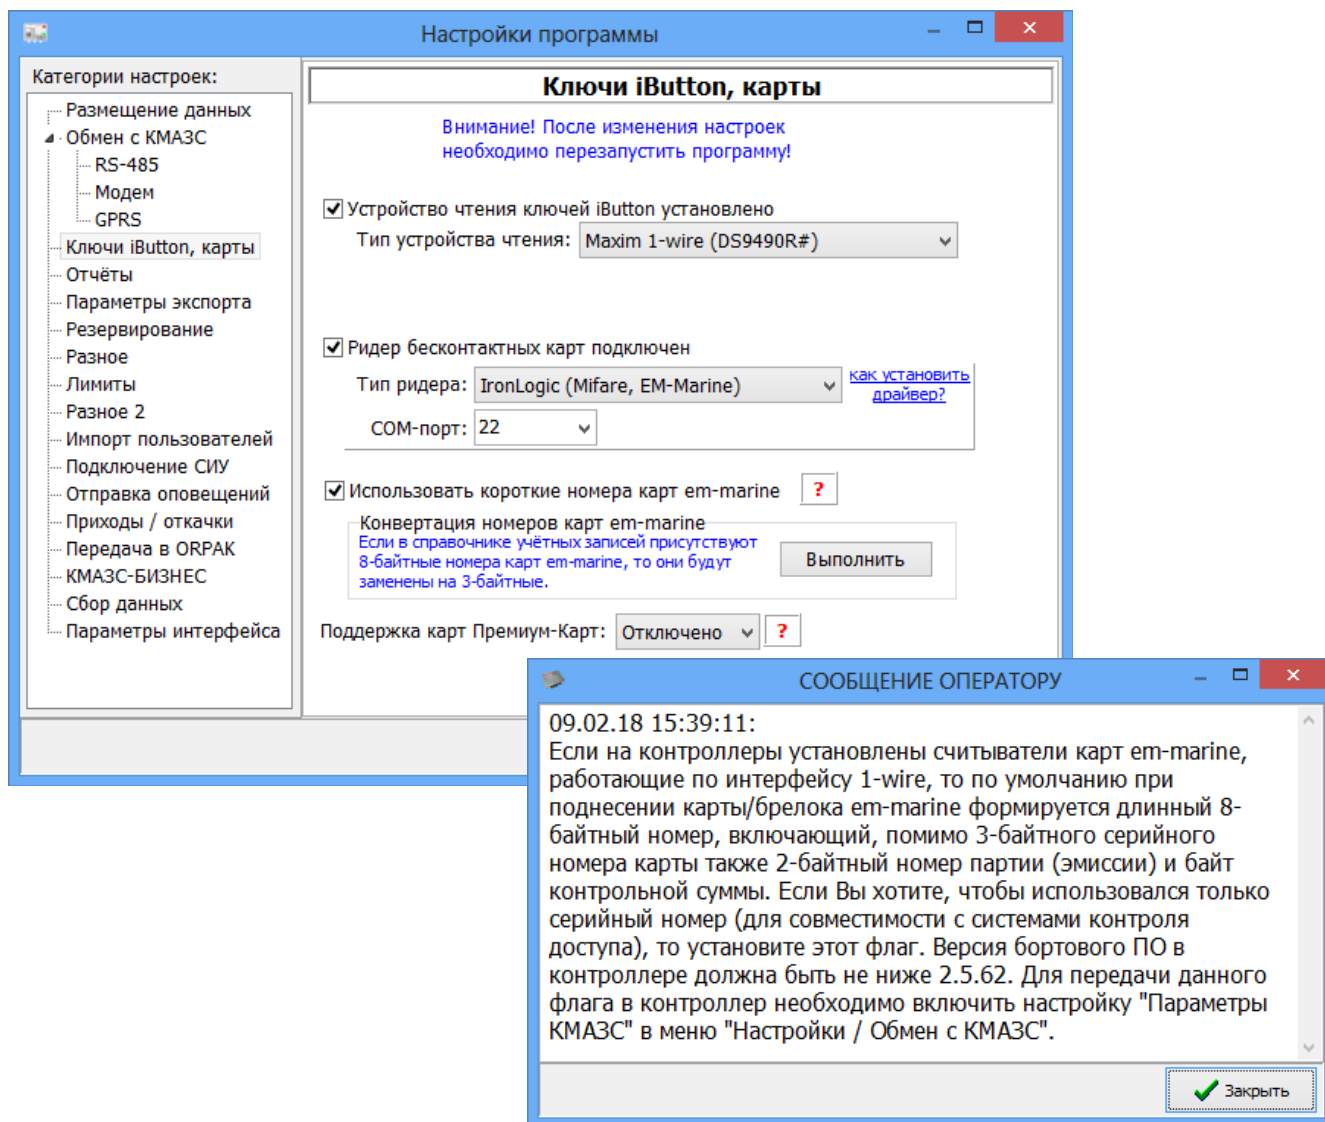 Настройки программы
Категории настроек:
Размещение данных
Обмен с КМАЗС
RS-485
Модем
GPRS
Ключи iButton, карты
Отчёты
Параметры экспорта
Резервирование
Разное
Лимиты
Разное 2
Импорт пользователей
Подключение СИУ
Отправка оповещений
Приходы / откачки
Передача в ORPAK
КМАЗС-БИЗНЕС
Сбор данных
Параметры интерфейса
Ключи iButton, карты
Внимание! После изменения настроек
необходимо перезапустить программу!
Устройство чтения ключей iButton установлено
Тип устройства чтения: Maxim 1-wire (DS9490R#)
Ридер бесконтактных карт подключен
Тип ридера: IronLogic (Mifare, EM-Marine)
как установить
драйвер?
COM-порт: 22
Использовать короткие номера карт em-marine ?
Конвертация номеров карт em-marine
Если в справочнике учётных записей присутствуют
8-байтные номера карт em-marine, то они будут
заменены на 3-байтные.
Выполнить
Поддержка карт Премиум-Карт: Отключено ?
СООБЩЕНИЕ ОПЕРАТОРУ
09.02.18 15:39:11:
Если на контроллеры установлены считыватели карт em-marine,
работающие по интерфейсу 1-wire, то по умолчанию при
поднесении карты/брелока em-marine формируется длинный 8-
байтный номер, включающий, помимо 3-байтного серийного
номера карты также 2-байтный номер партии (эмиссии) и байт
контрольной суммы. Если Вы хотите, чтобы использовался только
серийный номер (для совместимости с системами контроля
доступа), то установите этот флаг. Версия бортового ПО в
контроллере должна быть не ниже 2.5.62. Для передачи данного
флага в контроллер необходимо включить настройку "Параметры
КМАЗС" в меню "Настройки / Обмен с КМАЗС".
Закрыть